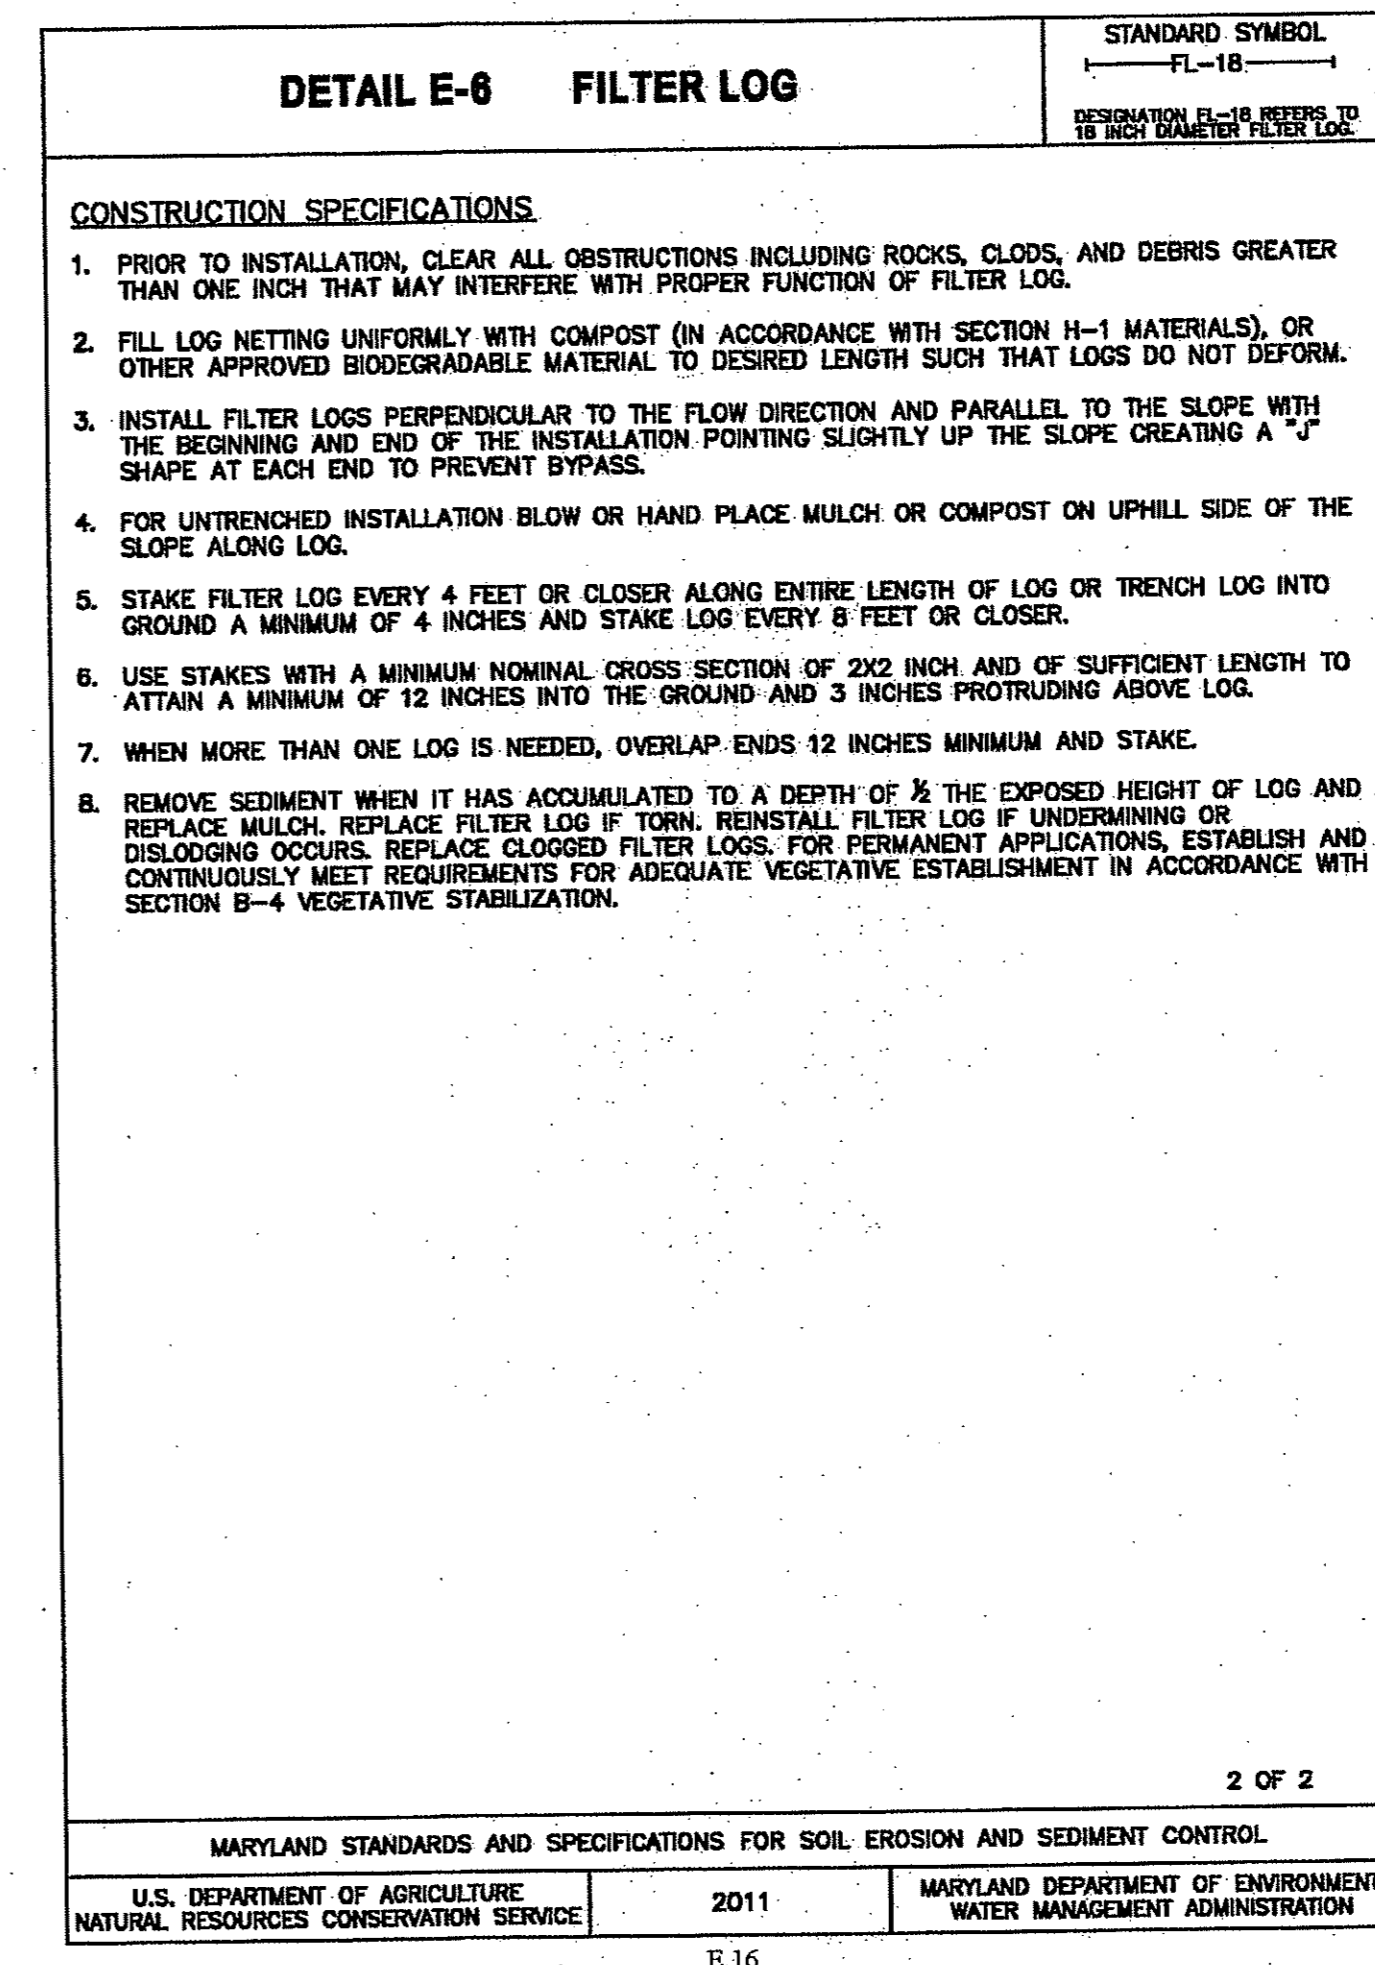 DETAIL E-6 FILTER LOG
STANDARD SYMBOL
FL-18
DESIGNATION FL-18 REFERS TO
18 INCH DIAMETER FILTER LOG.
CONSTRUCTION SPECIFICATIONS
1. PRIOR TO INSTALLATION, CLEAR ALL OBSTRUCTIONS INCLUDING ROCKS, CLODS, AND DEBRIS GREATER
THAN ONE INCH THAT MAY INTERFERE WITH PROPER FUNCTION OF FILTER LOG.
2. FILL LOG NETTING UNIFORMLY WITH COMPOST (IN ACCORDANCE WITH SECTION H-1 MATERIALS), OR
OTHER APPROVED BIODEGRADABLE MATERIAL TO DESIRED LENGTH SUCH THAT LOGS DO NOT DEFORM.
3. INSTALL FILTER LOGS PERPENDICULAR TO THE FLOW DIRECTION AND PARALLEL TO THE SLOPE WITH
THE BEGINNING AND END OF THE INSTALLATION POINTING SLIGHTLY UP THE SLOPE CREATING A "J"
SHAPE AT EACH END TO PREVENT BYPASS.
4. FOR UNTRENCHED INSTALLATION BLOW OR HAND PLACE MULCH OR COMPOST ON UPHILL SIDE OF THE
SLOPE ALONG LOG.
5. STAKE FILTER LOG EVERY 4 FEET OR CLOSER ALONG ENTIRE LENGTH OF LOG OR TRENCH LOG INTO
GROUND A MINIMUM OF 4 INCHES AND STAKE LOG EVERY 8 FEET OR CLOSER.
6. USE STAKES WITH A MINIMUM NOMINAL CROSS SECTION OF 2X2 INCH AND OF SUFFICIENT LENGTH TO
ATTAIN A MINIMUM OF 12 INCHES INTO THE GROUND AND 3 INCHES PROTRUDING ABOVE LOG.
7. WHEN MORE THAN ONE LOG IS NEEDED, OVERLAP ENDS 12 INCHES MINIMUM AND STAKE.
8. REMOVE SEDIMENT WHEN IT HAS ACCUMULATED TO A DEPTH OF ½ THE EXPOSED HEIGHT OF LOG AND
REPLACE MULCH. REPLACE FILTER LOG IF TORN. REINSTALL FILTER LOG IF UNDERMINING OR
DISLODGING OCCURS. REPLACE CLOGGED FILTER LOGS. FOR PERMANENT APPLICATIONS, ESTABLISH AND
CONTINUOUSLY MEET REQUIREMENTS FOR ADEQUATE VEGETATIVE ESTABLISHMENT IN ACCORDANCE WITH
SECTION B-4 VEGETATIVE STABILIZATION.
2 OF 2
MARYLAND STANDARDS AND SPECIFICATIONS FOR SOIL EROSION AND SEDIMENT CONTROL
U.S. DEPARTMENT OF AGRICULTURE
NATURAL RESOURCES CONSERVATION SERVICE
2011
MARYLAND DEPARTMENT OF ENVIRONMENT
WATER MANAGEMENT ADMINISTRATION
E.16